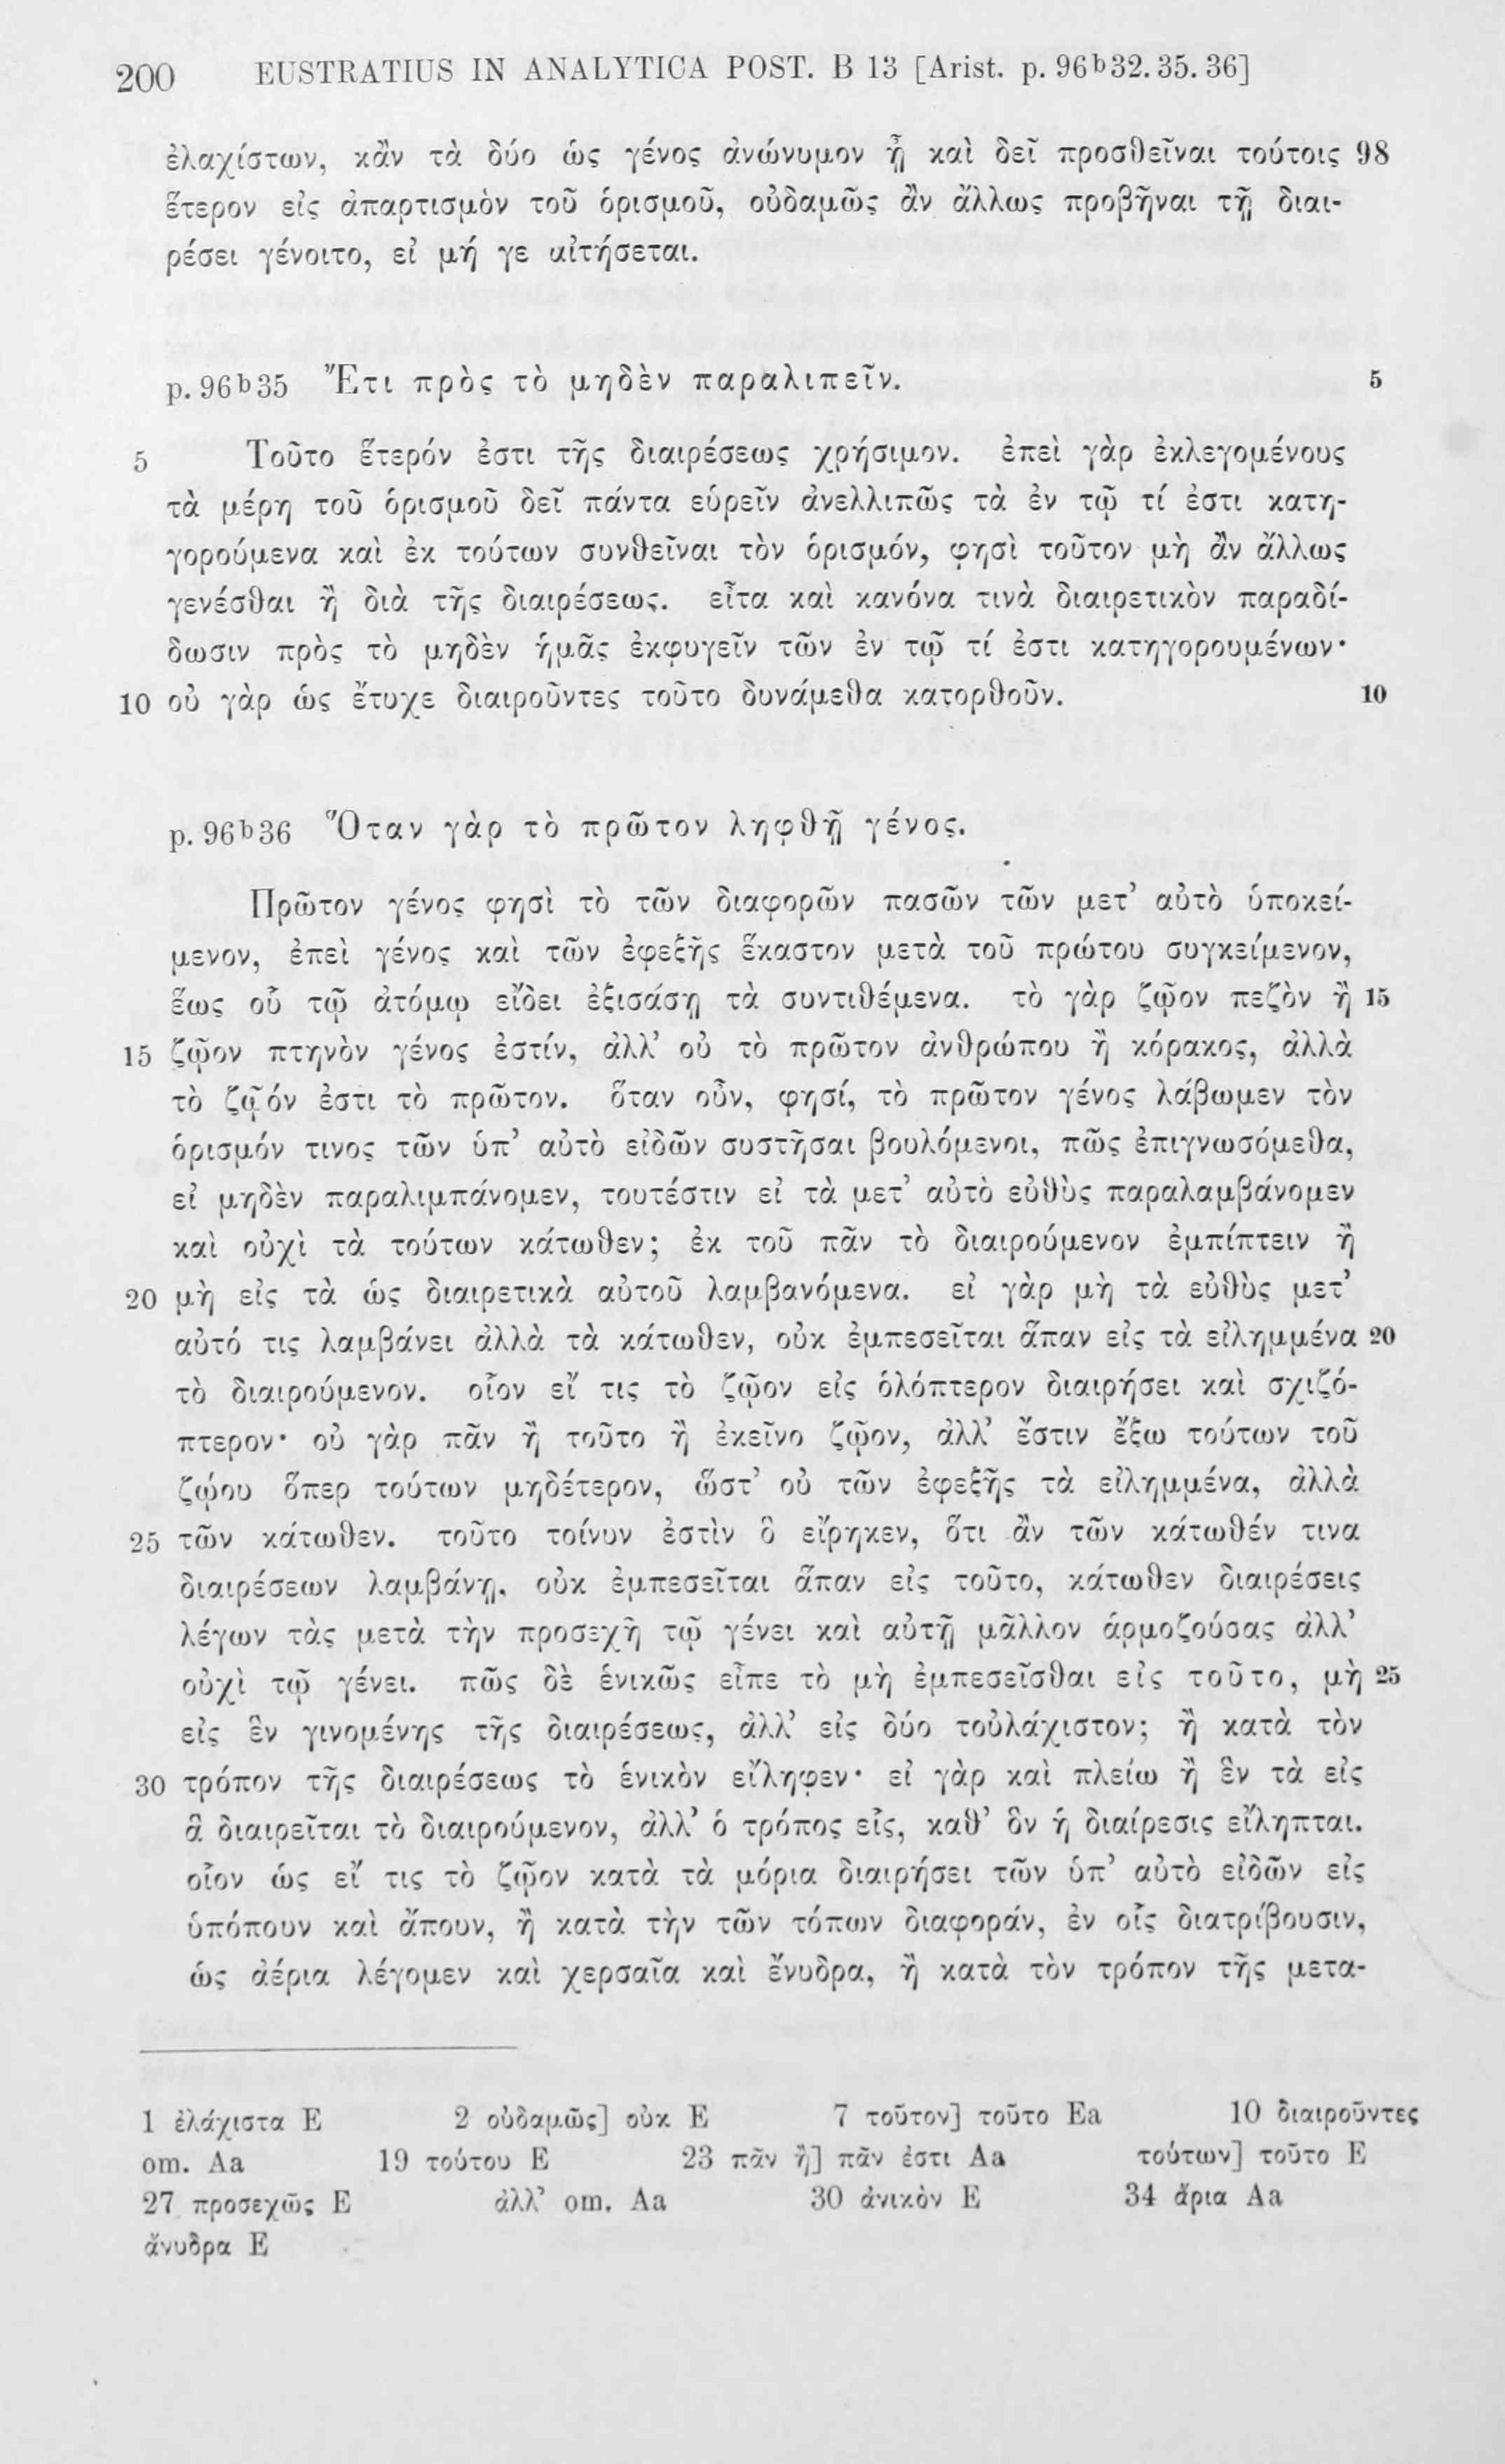 200 EUSTRATIUS IN ANALYTICA POST. B 13 [Arist. p. 96ᵇ32. 35. 36]
ἐλαχίστων, κἂν τὰ δύο ὡς γένος ἀνώνυμον ᾖ καὶ δεῖ προσθεῖναι τούτοις 98
ἕτερον εἰς ἀπαρτισμὸν τοῦ ὁρισμοῦ, οὐδαμῶς ἂν ἄλλως προβῆναι τῇ διαι-
ρέσει γένοιτο, εἰ μή γε αἰτήσεται.
p. 96ᵇ35 Ἔτι πρὸς τὸ μηδὲν παραλιπεῖν. 5
5 Τοῦτο ἕτερόν ἐστι τῆς διαιρέσεως χρήσιμον. ἐπεὶ γὰρ ἐκλεγομένους
τὰ μέρη τοῦ ὁρισμοῦ δεῖ πάντα εὑρεῖν ἀνελλιπῶς τὰ ἐν τῷ τί ἐστι κατη-
γορούμενα καὶ ἐκ τούτων συνθεῖναι τὸν ὁρισμόν, φησὶ τοῦτον μὴ ἂν ἄλλως
γενέσθαι ἢ διὰ τῆς διαιρέσεως. εἶτα καὶ κανόνα τινὰ διαιρετικὸν παραδί-
δωσιν πρὸς τὸ μηδὲν ἡμᾶς ἐκφυγεῖν τῶν ἐν τῷ τί ἐστι κατηγορουμένων·
10 οὐ γὰρ ὡς ἔτυχε διαιροῦντες τοῦτο δυνάμεθα κατορθοῦν. 10
p. 96ᵇ36 Ὅταν γὰρ τὸ πρῶτον ληφθῇ γένος.
Πρῶτον γένος φησὶ τὸ τῶν διαφορῶν πασῶν τῶν μετ’ αὐτὸ ὑποκεί-
μενον, ἐπεὶ γένος καὶ τῶν ἐφεξῆς ἕκαστον μετὰ τοῦ πρώτου συγκείμενον,
ἕως οὗ τῷ ἀτόμῳ εἴδει ἐξισάσῃ τὰ συντιθέμενα. τὸ γὰρ ζῷον πεζὸν ἢ 15
15 ζῷον πτηνὸν γένος ἐστίν, ἀλλ’ οὐ τὸ πρῶτον ἀνθρώπου ἢ κόρακος, ἀλλὰ
τὸ ζῷόν ἐστι τὸ πρῶτον. ὅταν οὖν, φησί, τὸ πρῶτον γένος λάβωμεν τὸν
ὁρισμόν τινος τῶν ὑπ’ αὐτὸ εἰδῶν συστῆσαι βουλόμενοι, πῶς ἐπιγνωσόμεθα,
εἰ μηδὲν παραλιμπάνομεν, τουτέστιν εἰ τὰ μετ’ αὐτὸ εὐθὺς παραλαμβάνομεν
καὶ οὐχὶ τὰ τούτων κάτωθεν; ἐκ τοῦ πᾶν τὸ διαιρούμενον ἐμπίπτειν ἢ
20 μὴ εἰς τὰ ὡς διαιρετικὰ αὐτοῦ λαμβανόμενα. εἰ γὰρ μὴ τὰ εὐθὺς μετ’
αὐτό τις λαμβάνει ἀλλὰ τὰ κάτωθεν, οὐκ ἐμπεσεῖται ἅπαν εἰς τὰ εἰλημμένα 20
τὸ διαιρούμενον. οἷον εἴ τις τὸ ζῷον εἰς ὁλόπτερον διαιρήσει καὶ σχιζό-
πτερον· οὐ γὰρ πᾶν ἢ τοῦτο ἢ ἐκεῖνο ζῷον, ἀλλ’ ἔστιν ἔξω τούτων τοῦ
ζῴου ὅπερ τούτων μηδέτερον, ὥστ’ οὐ τῶν ἐφεξῆς τὰ εἰλημμένα, ἀλλὰ
25 τῶν κάτωθεν. τοῦτο τοίνυν ἐστὶν ὃ εἴρηκεν, ὅτι ἂν τῶν κάτωθέν τινα
διαιρέσεων λαμβάνῃ, οὐκ ἐμπεσεῖται ἅπαν εἰς τοῦτο, κάτωθεν διαιρέσεις
λέγων τὰς μετὰ τὴν προσεχῆ τῷ γένει καὶ αὐτῇ μᾶλλον ἁρμοζούσας ἀλλ’
οὐχὶ τῷ γένει. πῶς δὲ ἑνικῶς εἶπε τὸ μὴ ἐμπεσεῖσθαι εἰς τοῦτο, μὴ 25
εἰς ἓν γινομένης τῆς διαιρέσεως, ἀλλ’ εἰς δύο τοὐλάχιστον; ἢ κατὰ τὸν
30 τρόπον τῆς διαιρέσεως τὸ ἑνικὸν εἴληφεν· εἰ γὰρ καὶ πλείω ἢ ἓν τὰ εἰς
ἃ διαιρεῖται τὸ διαιρούμενον, ἀλλ’ ὁ τρόπος εἷς, καθ’ ὃν ἡ διαίρεσις εἴληπται.
οἷον ὡς εἴ τις τὸ ζῷον κατὰ τὰ μόρια διαιρήσει τῶν ὑπ’ αὐτὸ εἰδῶν εἰς
ὑπόπουν καὶ ἄπουν, ἢ κατὰ τὴν τῶν τόπων διαφοράν, ἐν οἷς διατρίβουσιν,
ὡς ἀέρια λέγομεν καὶ χερσαῖα καὶ ἔνυδρα, ἢ κατὰ τὸν τρόπον τῆς μετα-
1 ἐλάχιστα E 2 οὐδαμῶς] οὐκ E 7 τοῦτον] τοῦτο Ea 10 διαιροῦντες
om. Aa 19 τούτου E 23 πᾶν ἢ] πᾶν ἐστι Aa τούτων] τοῦτο E
27 προσεχῶς E ἀλλ’ om. Aa 30 ἀνικὸν E 34 ἄρια Aa
ἄνυδρα E